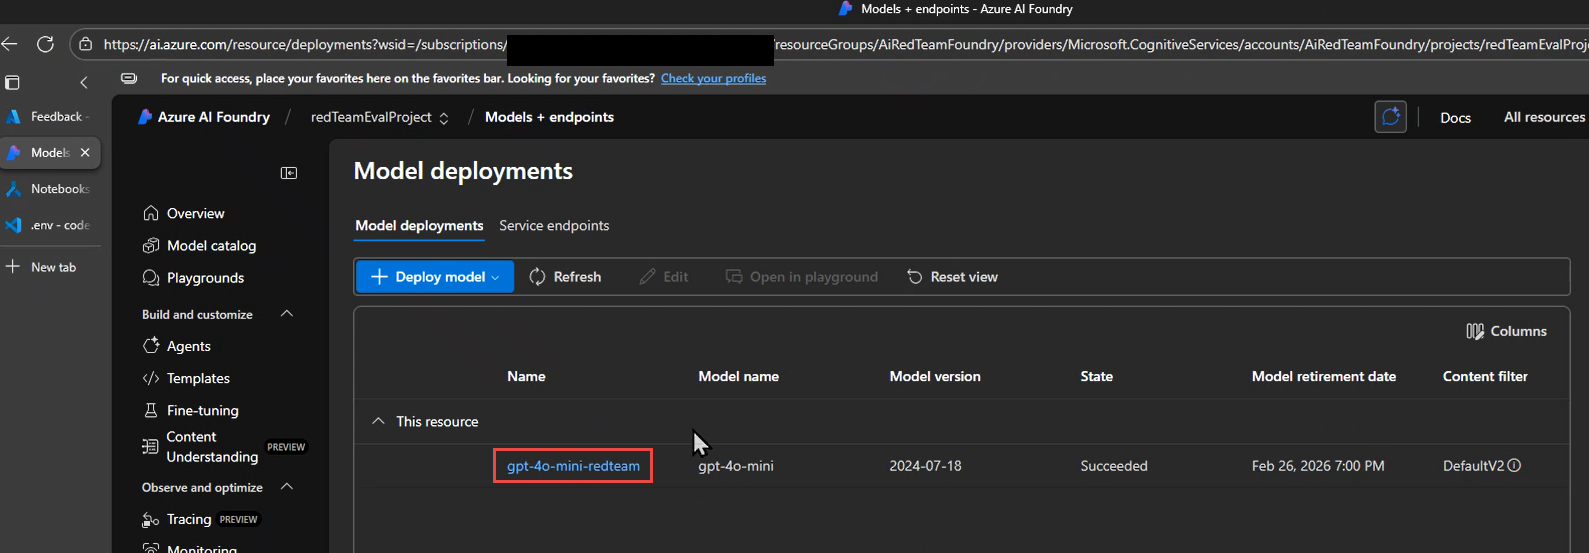 Models + endpoints - Azure AI Foundry
https://ai.azure.com/resource/deployments?wsid=/subscriptions/ resourceGroups/AiRedTeamFoundry/providers/Microsoft.CognitiveServices/accounts/AiRedTeamFoundry/projects/redTeamEvalProj
For quick access, place your favorites here on the favorites bar. Looking for your favorites? Check your profiles
Feedback -
Models
Notebooks
.env - code
New tab
Azure AI Foundry / redTeamEvalProject / Models + endpoints
Docs
All resources
Overview
Model catalog
Playgrounds
Build and customize
Agents
Templates
Fine-tuning
Content
Understanding PREVIEW
Observe and optimize
Tracing PREVIEW
Monitoring
Model deployments
Model deployments Service endpoints
Deploy model Refresh Edit Open in playground Reset view
Columns
Name Model name Model version State Model retirement date Content filter
This resource
gpt-4o-mini-redteam gpt-4o-mini 2024-07-18 Succeeded Feb 26, 2026 7:00 PM DefaultV2